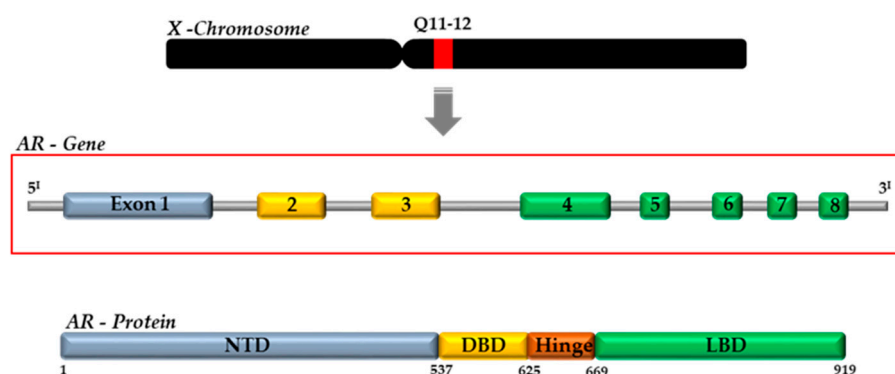 Q11-12
X -Chromosome
AR - Gene
5ᴵ 3ᴵ
Exon 1 2 3 4 5 6 7 8
AR - Protein
NTD DBD Hinge LBD
1 537 625 669 919